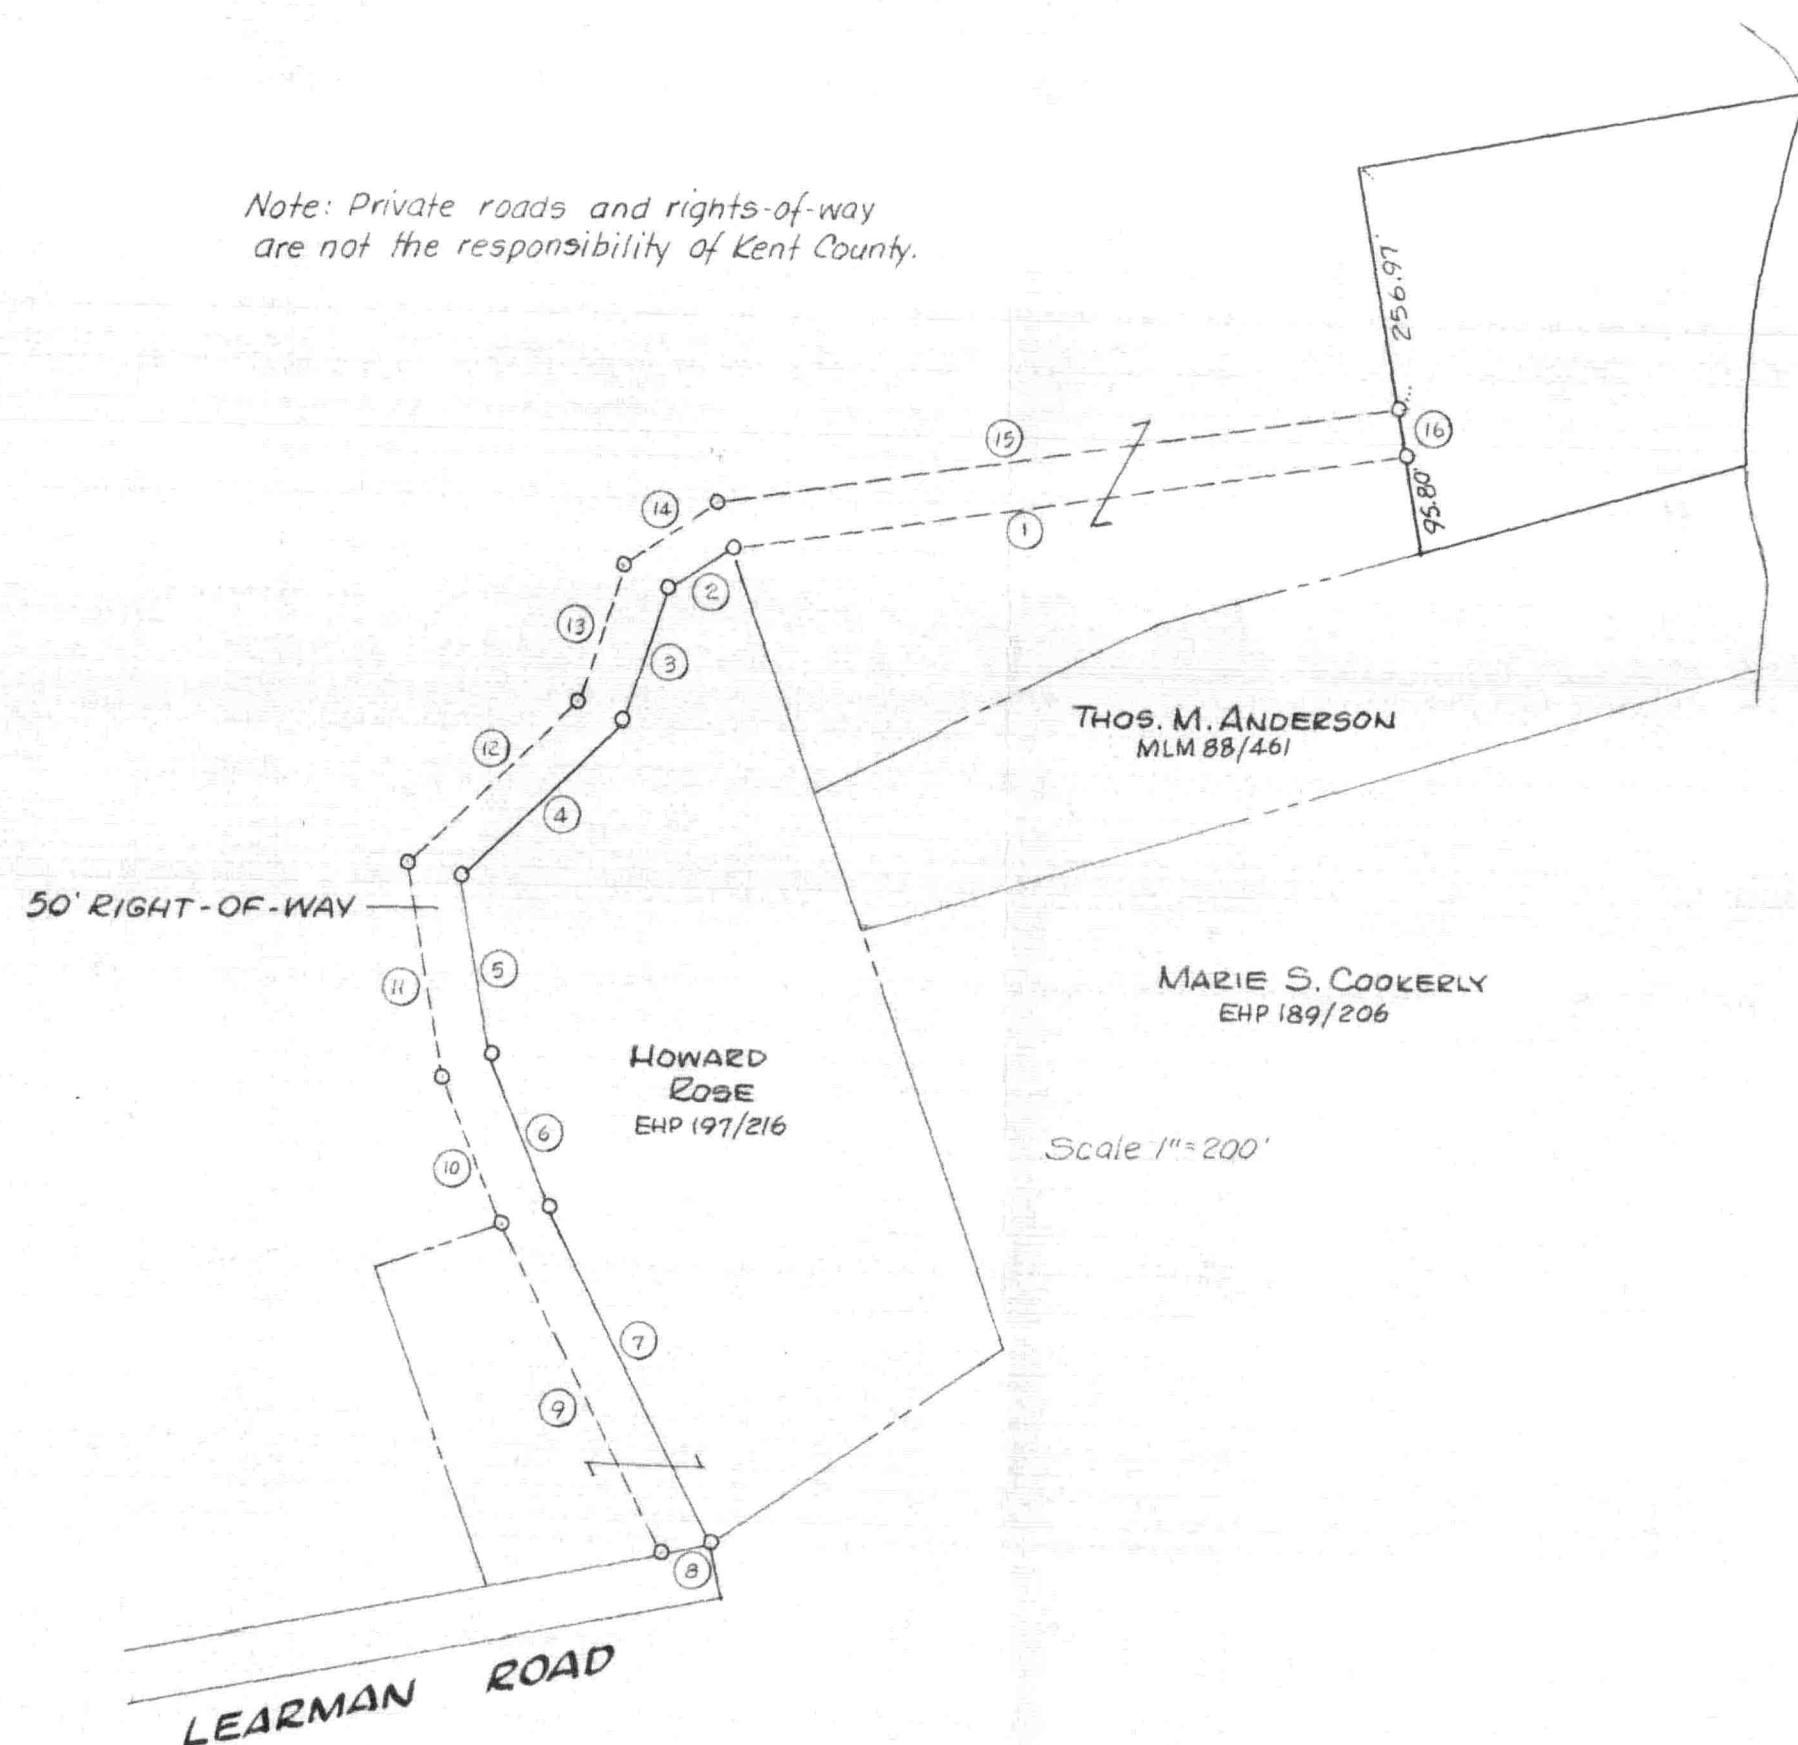 Note: Private roads and rights-of-way
are not the responsibility of Kent County.
256.97'
16
15
95.80'
14
1
2
13
3
THOS. M. ANDERSON
MLM 88/461
12
4
50' RIGHT-OF-WAY
5
11
MARIE S. COOKERLY
EHP 189/206
HOWARD
ROSE
EHP 197/216
6
10
Scale 1"=200'
7
9
8
LEARMAN ROAD